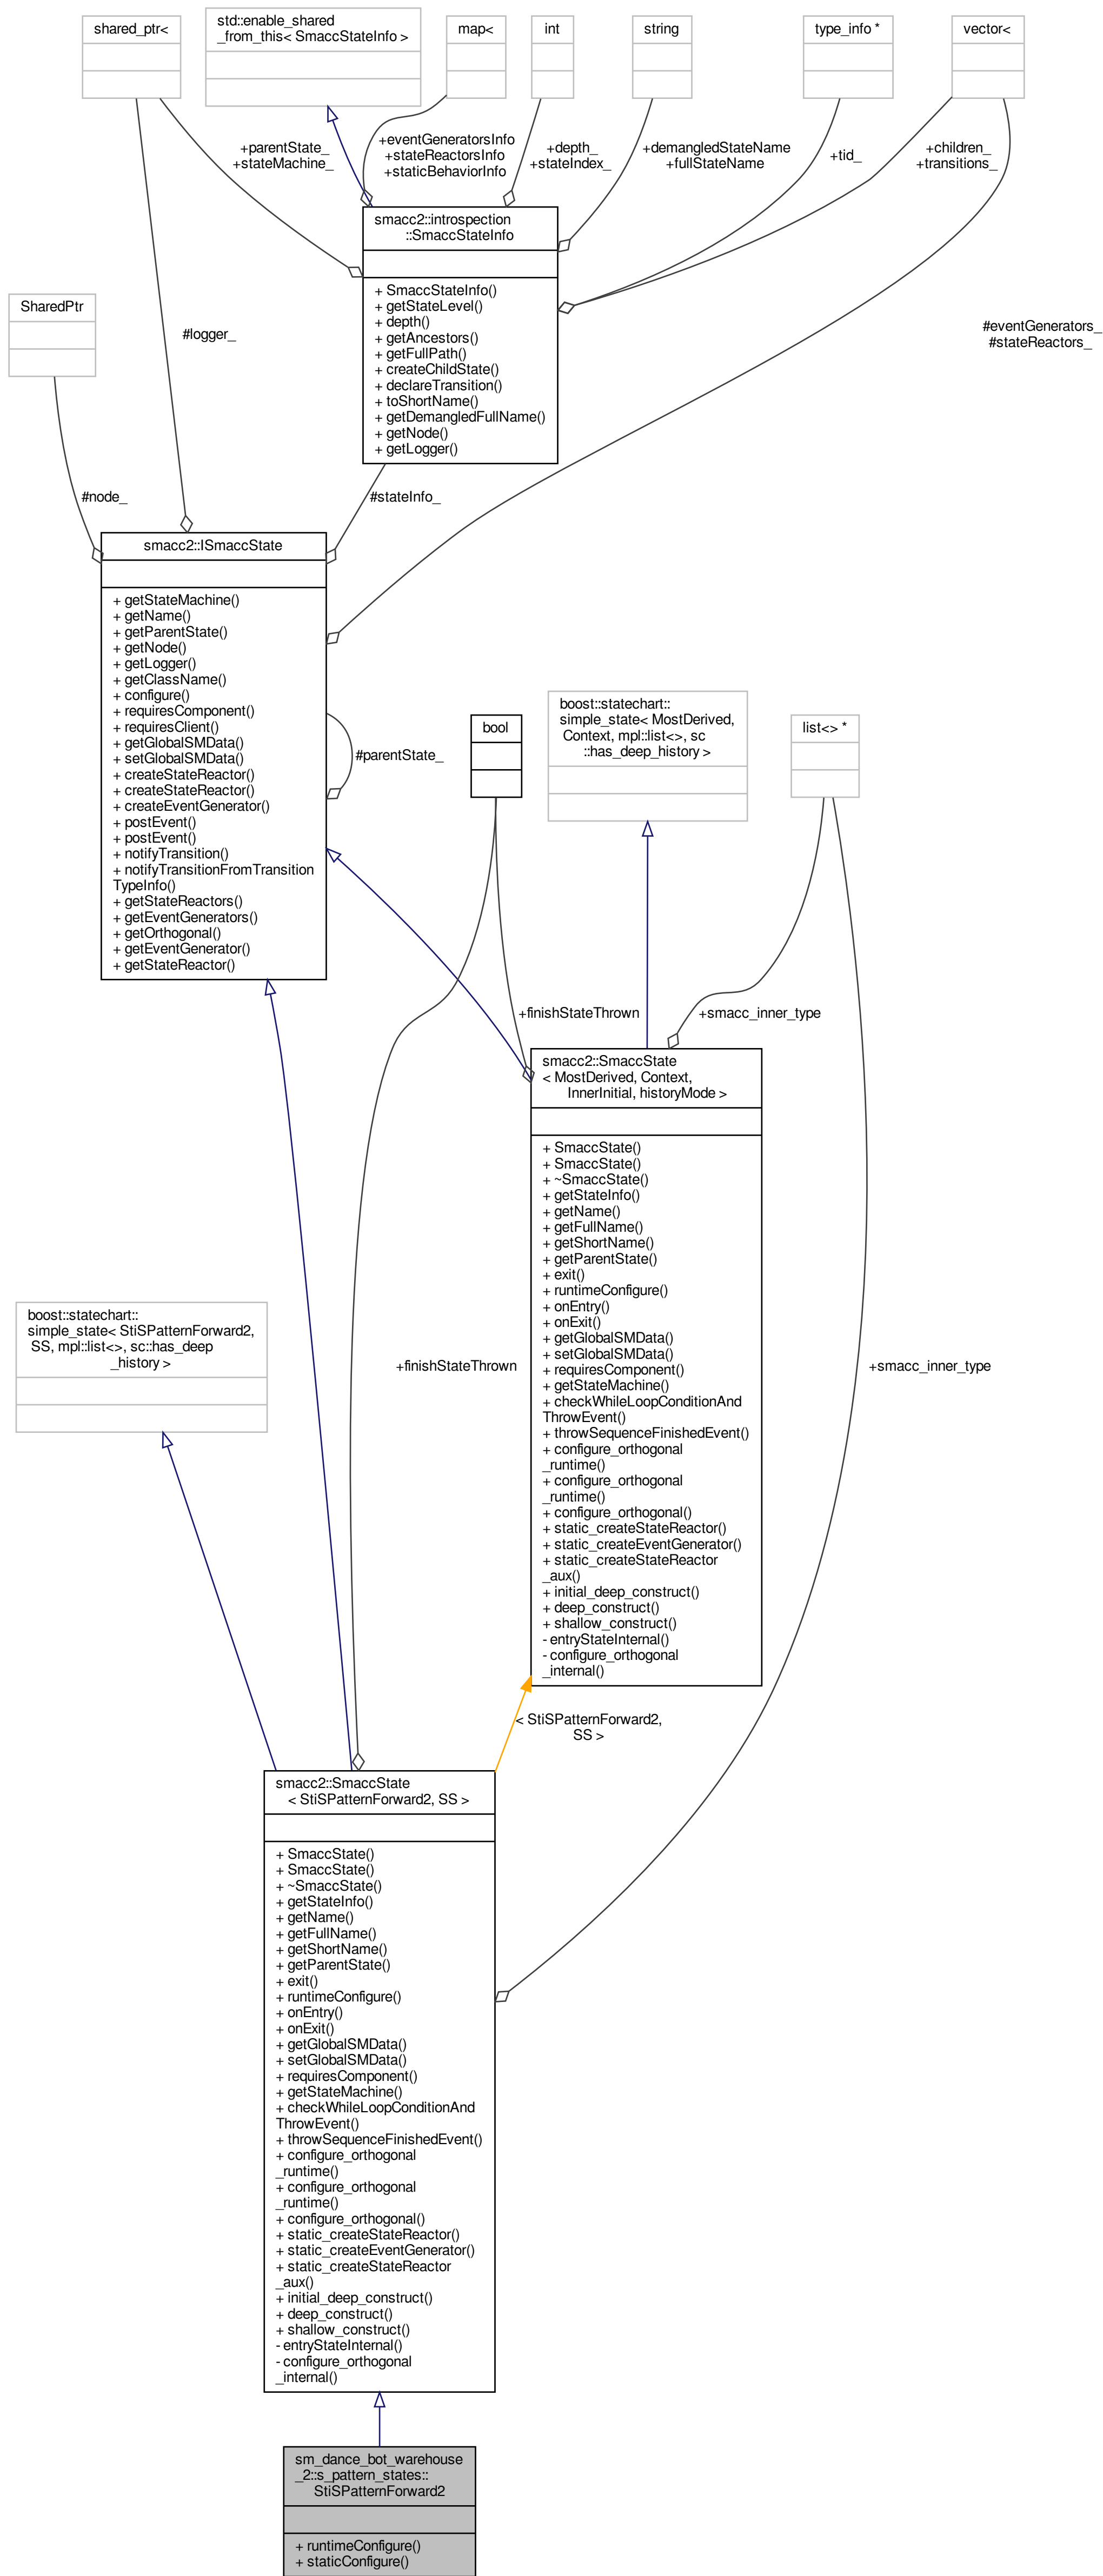 shared_ptr<
std::enable_shared
_from_this< SmaccStateInfo >
map<
int
string
type_info *
vector<
+parentState_
+stateMachine_
+eventGeneratorsInfo
+stateReactorsInfo
+staticBehaviorInfo
+depth_
+stateIndex_
+demangledStateName
+fullStateName
+tid_
+children_
+transitions_
smacc2::introspection
::SmaccStateInfo
+ SmaccStateInfo()
+ getStateLevel()
+ depth()
+ getAncestors()
+ getFullPath()
+ createChildState()
+ declareTransition()
+ toShortName()
+ getDemangledFullName()
+ getNode()
+ getLogger()
SharedPtr
#logger_
#eventGenerators_
#stateReactors_
#node_
#stateInfo_
smacc2::ISmaccState
+ getStateMachine()
+ getName()
+ getParentState()
+ getNode()
+ getLogger()
+ getClassName()
+ configure()
+ requiresComponent()
+ requiresClient()
+ getGlobalSMData()
+ setGlobalSMData()
+ createStateReactor()
+ createStateReactor()
+ createEventGenerator()
+ postEvent()
+ postEvent()
+ notifyTransition()
+ notifyTransitionFromTransition
TypeInfo()
+ getStateReactors()
+ getEventGenerators()
+ getOrthogonal()
+ getEventGenerator()
+ getStateReactor()
#parentState_
bool
boost::statechart::
simple_state< MostDerived,
Context, mpl::list<>, sc
::has_deep_history >
list<> *
+finishStateThrown
+smacc_inner_type
smacc2::SmaccState
< MostDerived, Context,
InnerInitial, historyMode >
+ SmaccState()
+ SmaccState()
+ ~SmaccState()
+ getStateInfo()
+ getName()
+ getFullName()
+ getShortName()
+ getParentState()
+ exit()
+ runtimeConfigure()
+ onEntry()
+ onExit()
+ getGlobalSMData()
+ setGlobalSMData()
+ requiresComponent()
+ getStateMachine()
+ checkWhileLoopConditionAnd
ThrowEvent()
+ throwSequenceFinishedEvent()
+ configure_orthogonal
_runtime()
+ configure_orthogonal
_runtime()
+ configure_orthogonal()
+ static_createStateReactor()
+ static_createEventGenerator()
+ static_createStateReactor
_aux()
+ initial_deep_construct()
+ deep_construct()
+ shallow_construct()
- entryStateInternal()
- configure_orthogonal
_internal()
boost::statechart::
simple_state< StiSPatternForward2,
SS, mpl::list<>, sc::has_deep
_history >
+finishStateThrown
+smacc_inner_type
< StiSPatternForward2,
SS >
smacc2::SmaccState
< StiSPatternForward2, SS >
+ SmaccState()
+ SmaccState()
+ ~SmaccState()
+ getStateInfo()
+ getName()
+ getFullName()
+ getShortName()
+ getParentState()
+ exit()
+ runtimeConfigure()
+ onEntry()
+ onExit()
+ getGlobalSMData()
+ setGlobalSMData()
+ requiresComponent()
+ getStateMachine()
+ checkWhileLoopConditionAnd
ThrowEvent()
+ throwSequenceFinishedEvent()
+ configure_orthogonal
_runtime()
+ configure_orthogonal
_runtime()
+ configure_orthogonal()
+ static_createStateReactor()
+ static_createEventGenerator()
+ static_createStateReactor
_aux()
+ initial_deep_construct()
+ deep_construct()
+ shallow_construct()
- entryStateInternal()
- configure_orthogonal
_internal()
sm_dance_bot_warehouse
_2::s_pattern_states::
StiSPatternForward2
+ runtimeConfigure()
+ staticConfigure()